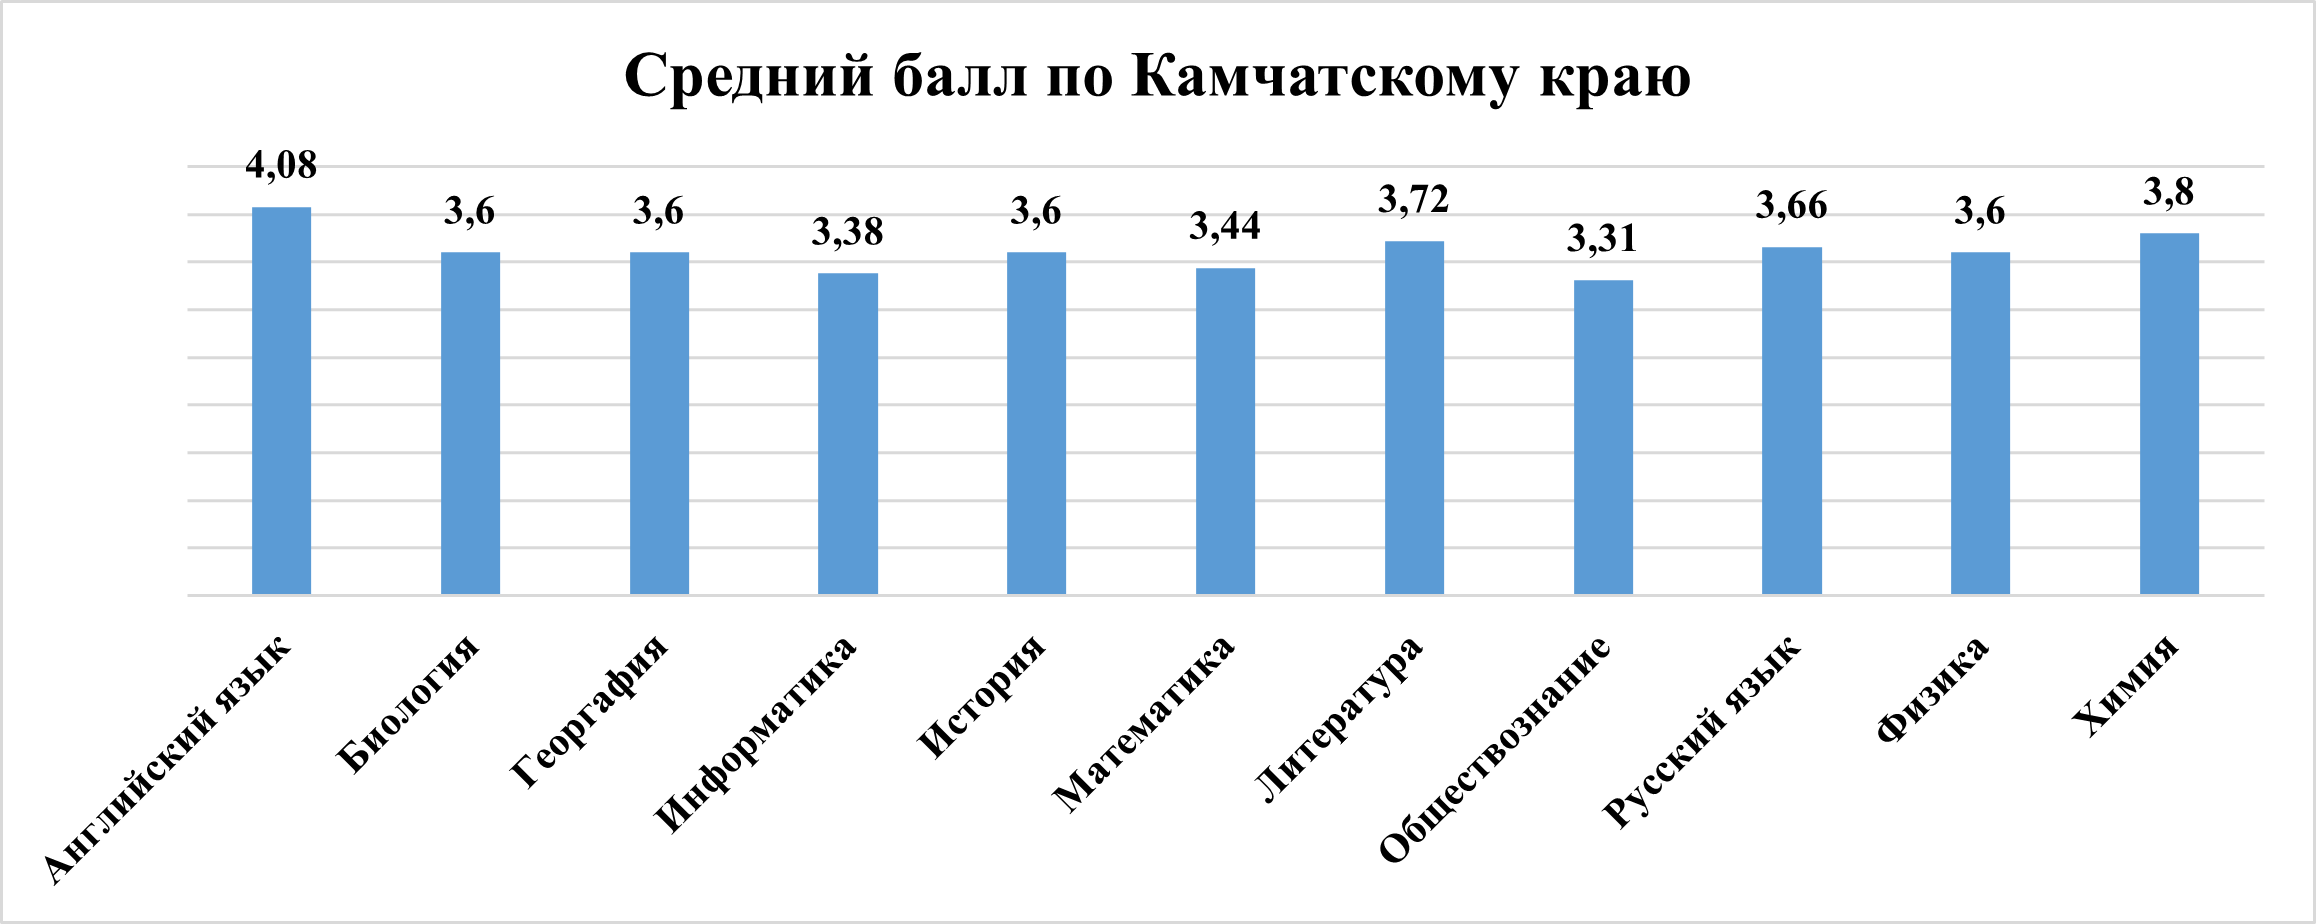 Средний балл по Камчатскому краю
4,08
3,6
3,6
3,38
3,6
3,44
3,72
3,31
3,66
3,6
3,8
Английский язык
Биология
Георгафия
Информатика
История
Математика
Литература
Обществознание
Русский язык
Физика
Химия